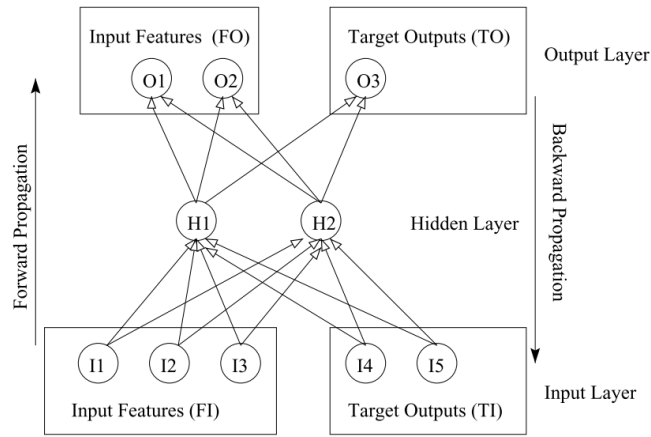 Input Features (FO)
Target Outputs (TO)
Output Layer
O1
O2
O3
Forward Propagation
Backward Propagation
H1
H2
Hidden Layer
I1
I2
I3
I4
I5
Input Features (FI)
Target Outputs (TI)
Input Layer